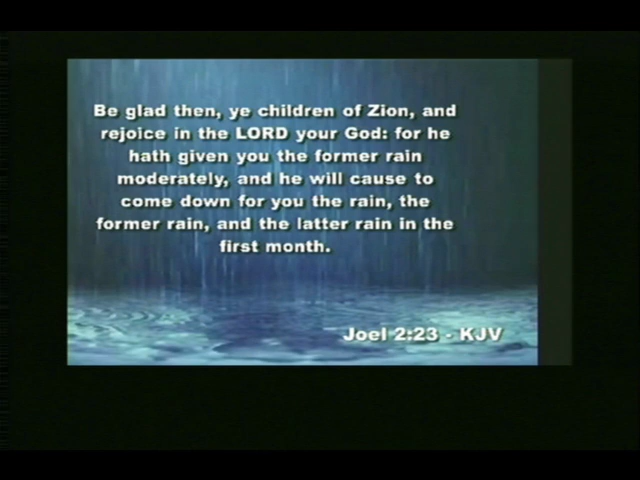 Be glad then, ye children of Zion, and
rejoice in the LORD your God: for he
hath given you the former rain
moderately, and he will cause to
come down for you the rain, the
former rain, and the latter rain in the
first month.
Joel 2:23 - KJV